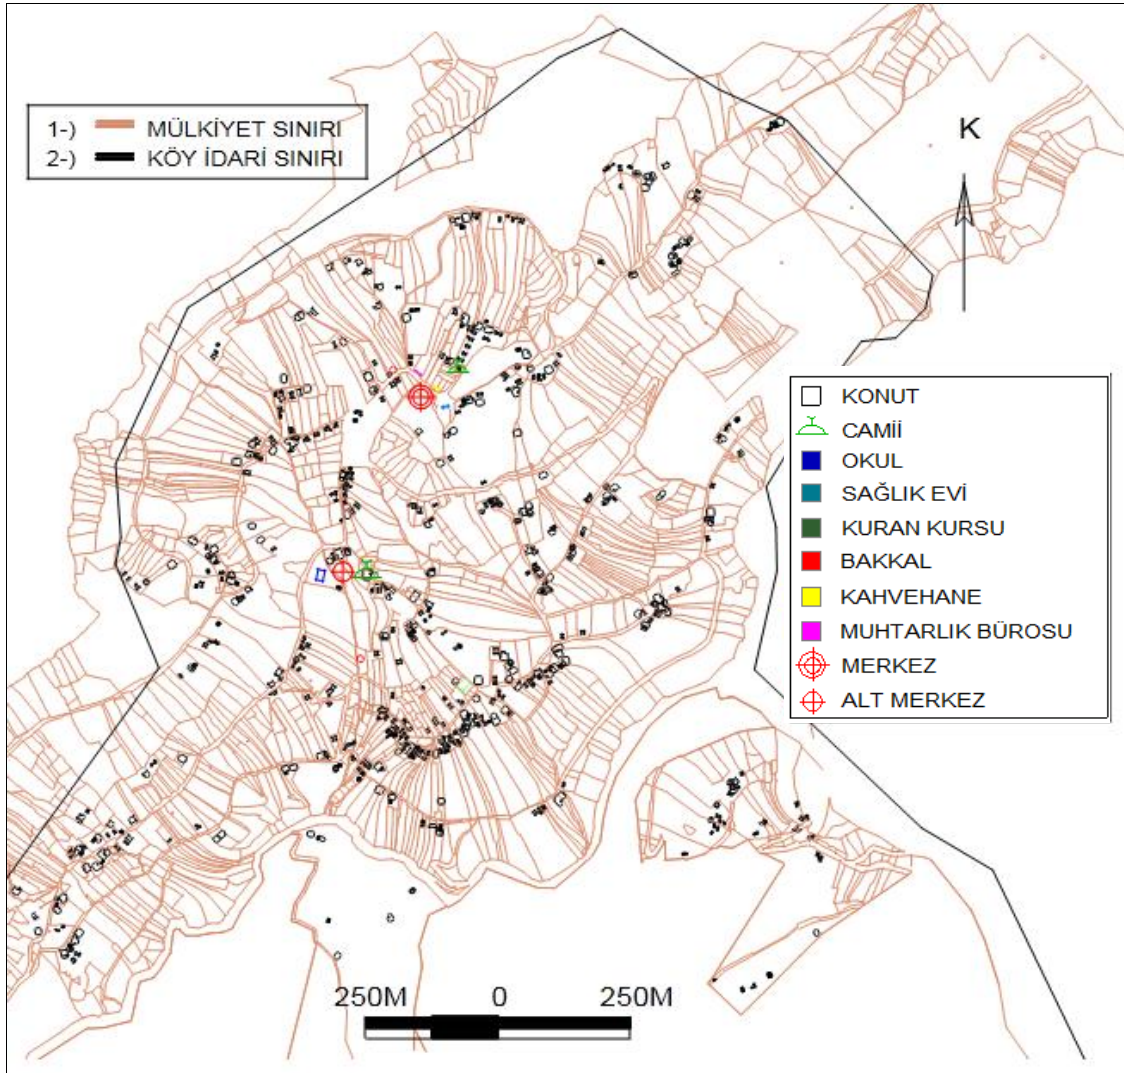 1-) MÜLKİYET SINIRI
2-) KÖY İDARİ SINIRI
K
KONUT
CAMİİ
OKUL
SAĞLIK EVİ
KURAN KURSU
BAKKAL
KAHVEHANE
MUHTARLIK BÜROSU
MERKEZ
ALT MERKEZ
250M 0 250M